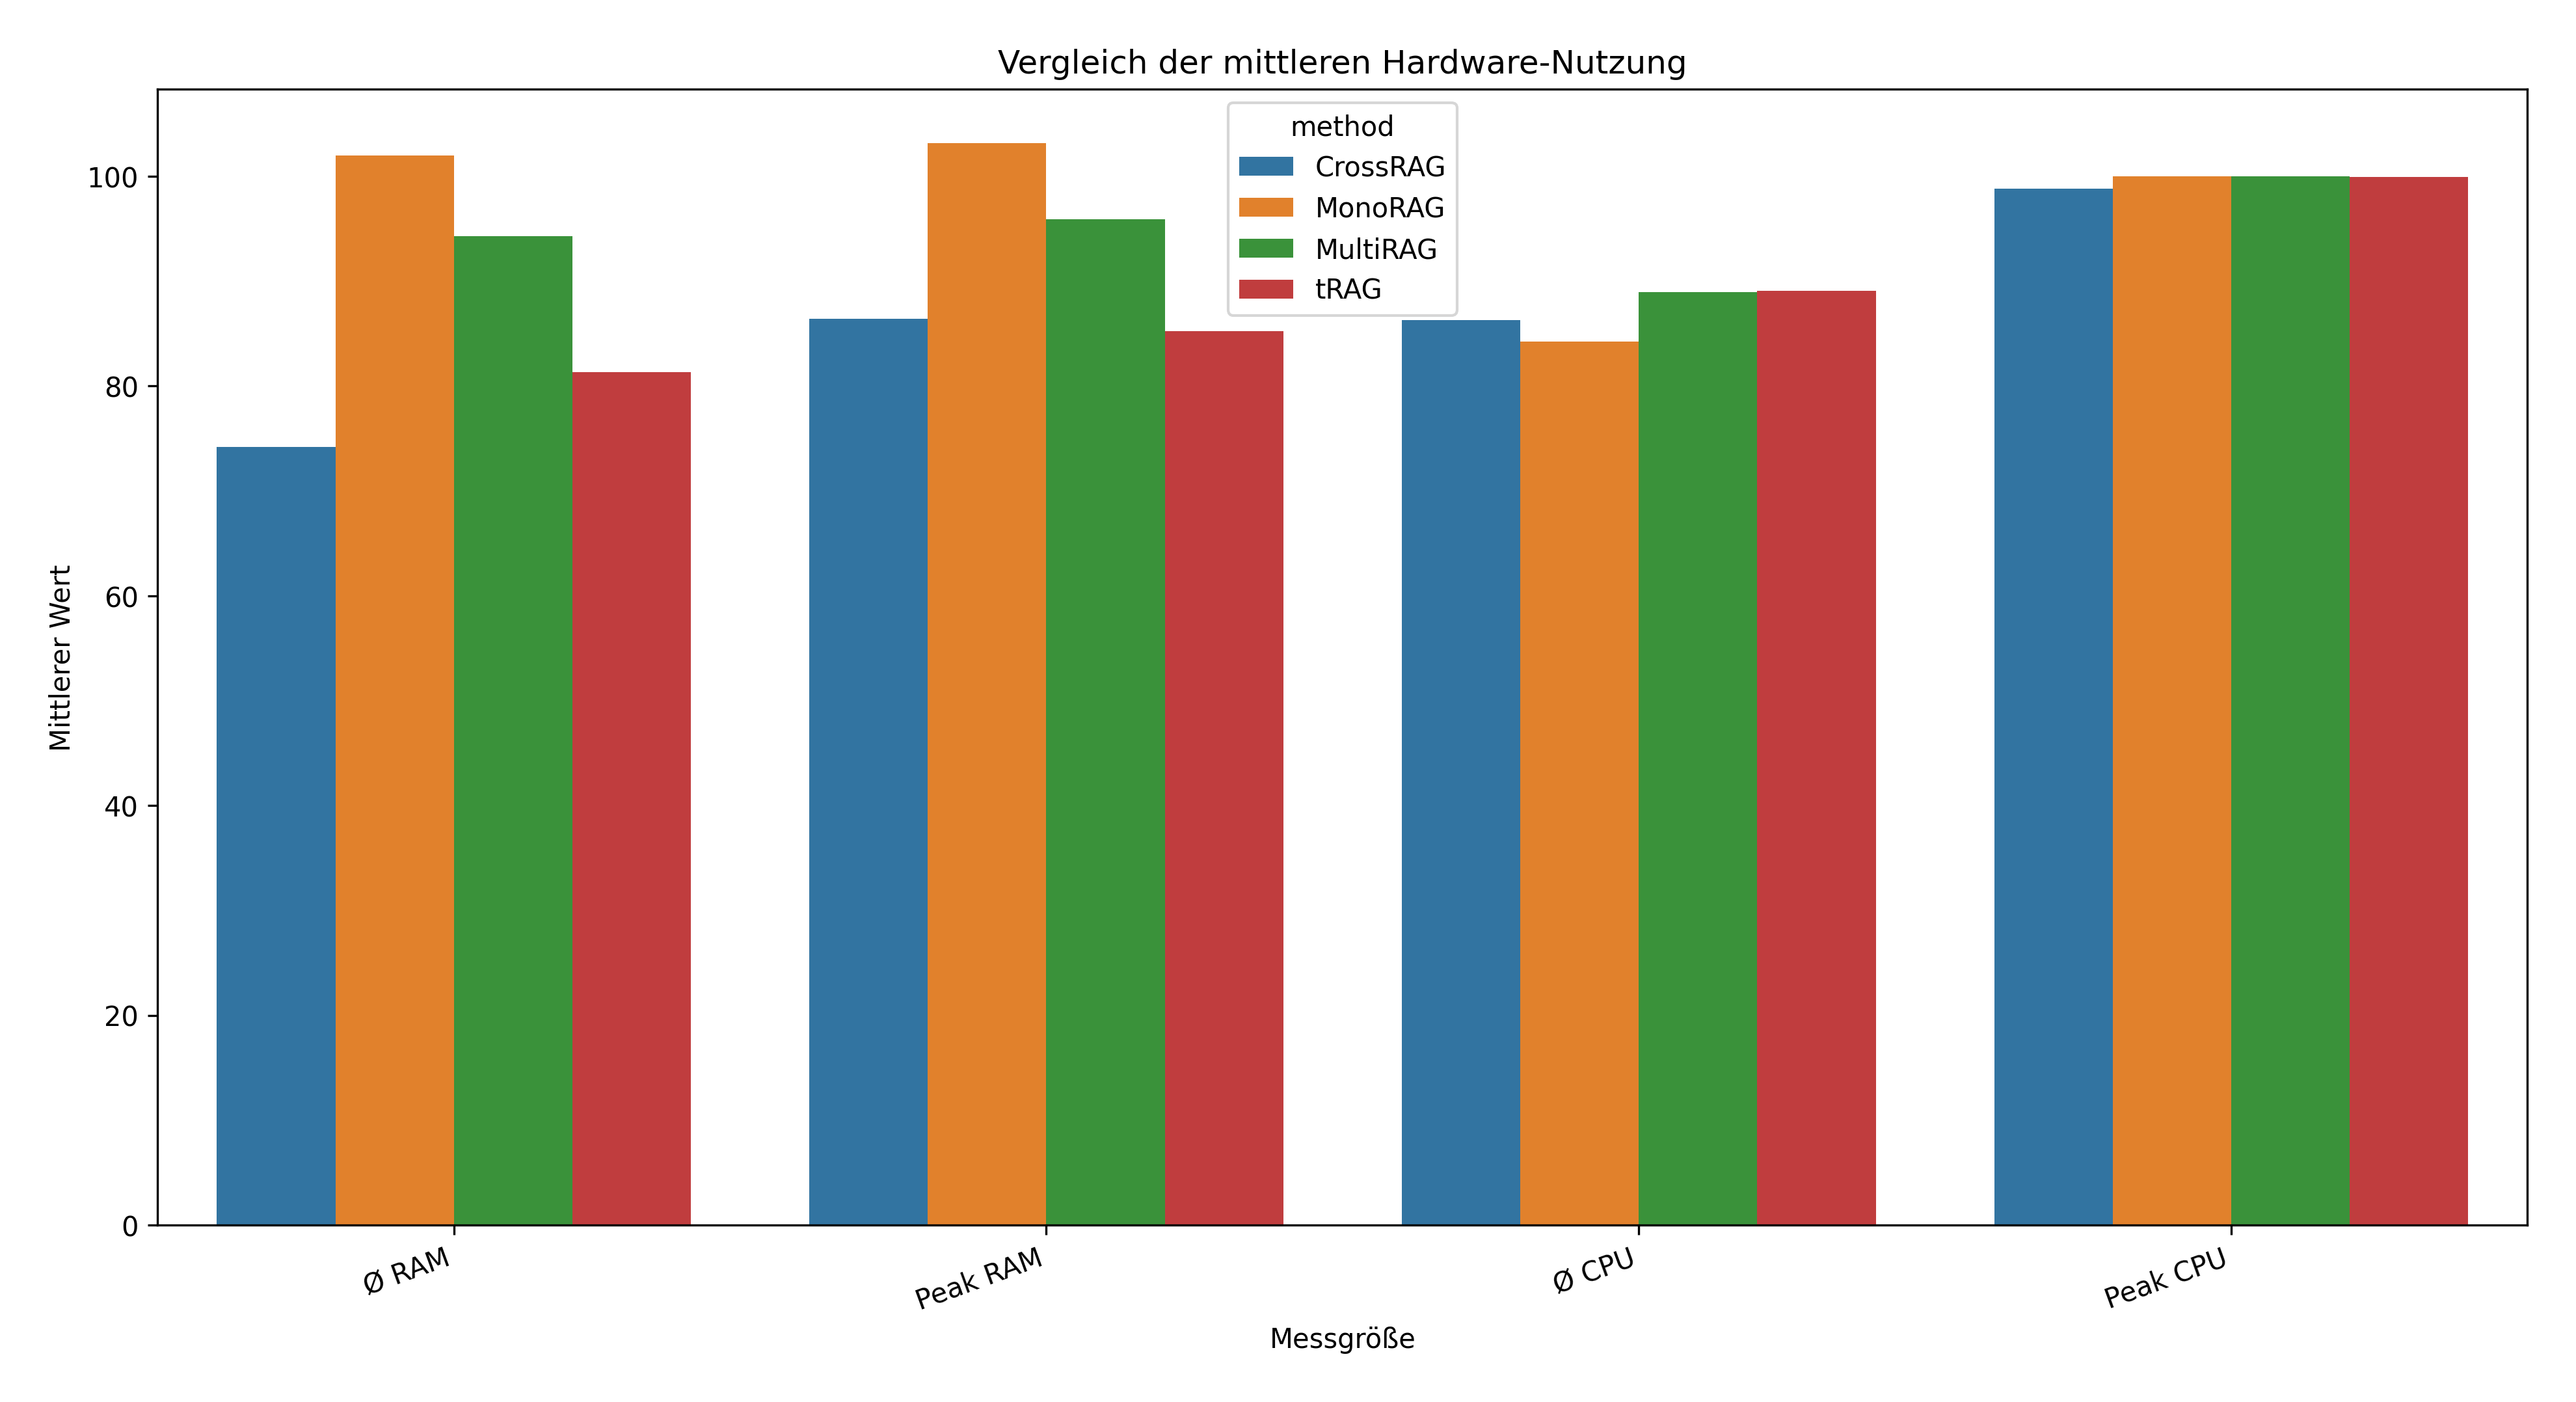 Vergleich der mittleren Hardware-Nutzung
method
CrossRAG
MonoRAG
MultiRAG
tRAG
Mittlerer Wert
100
80
60
40
20
0
Ø RAM
Peak RAM
Ø CPU
Peak CPU
Messgröße